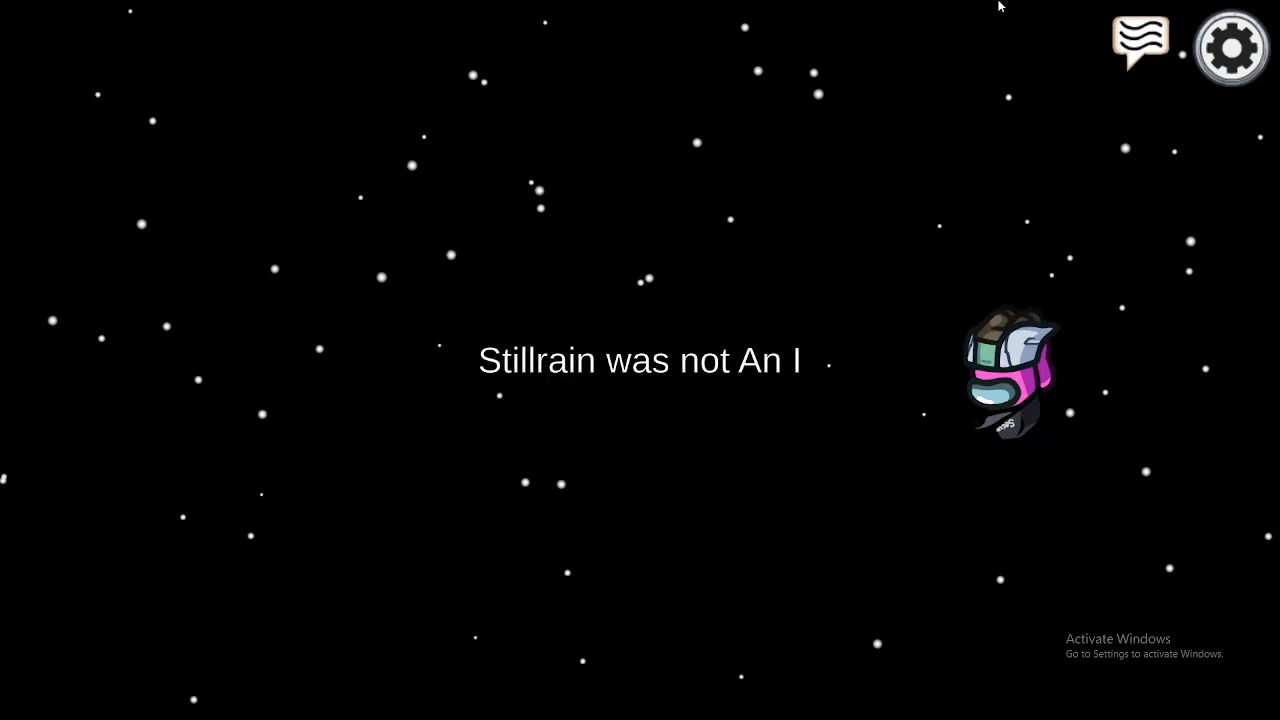 Stillrain was not An I
Activate Windows
Go to Settings to activate Windows.